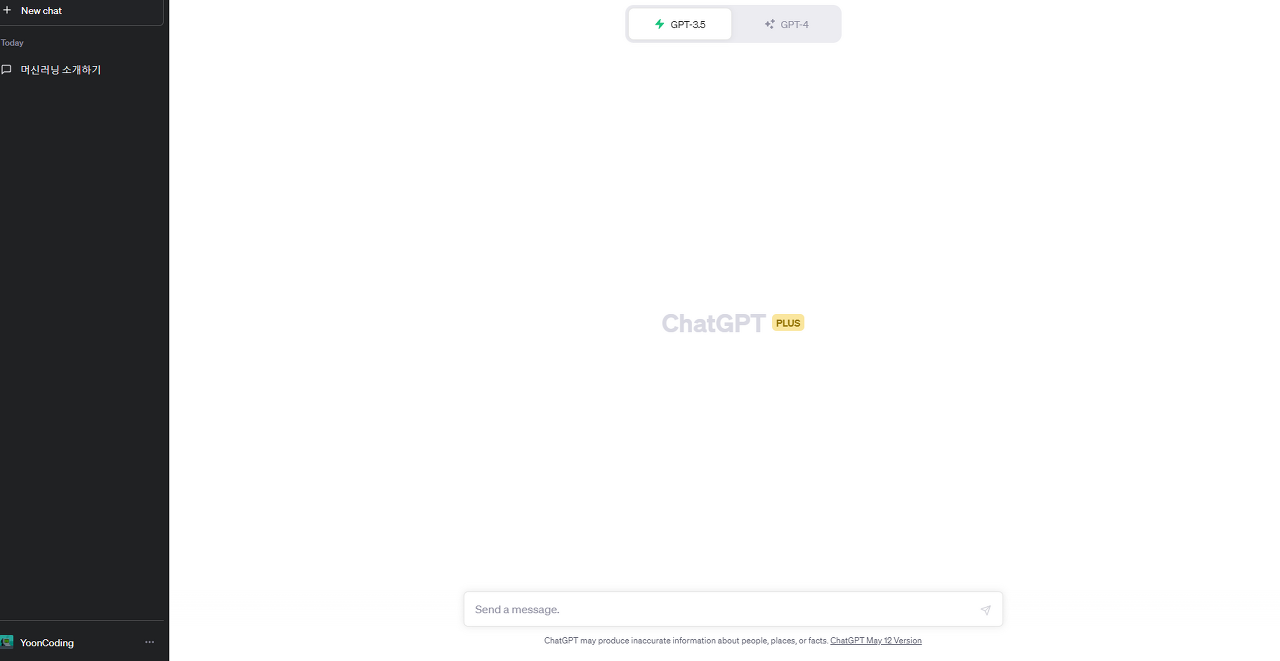 New chat
Today
머신러닝 소개하기
YoonCoding
GPT-3.5 GPT-4
ChatGPT PLUS
Send a message.
ChatGPT may produce inaccurate information about people, places, or facts. ChatGPT May 12 Version